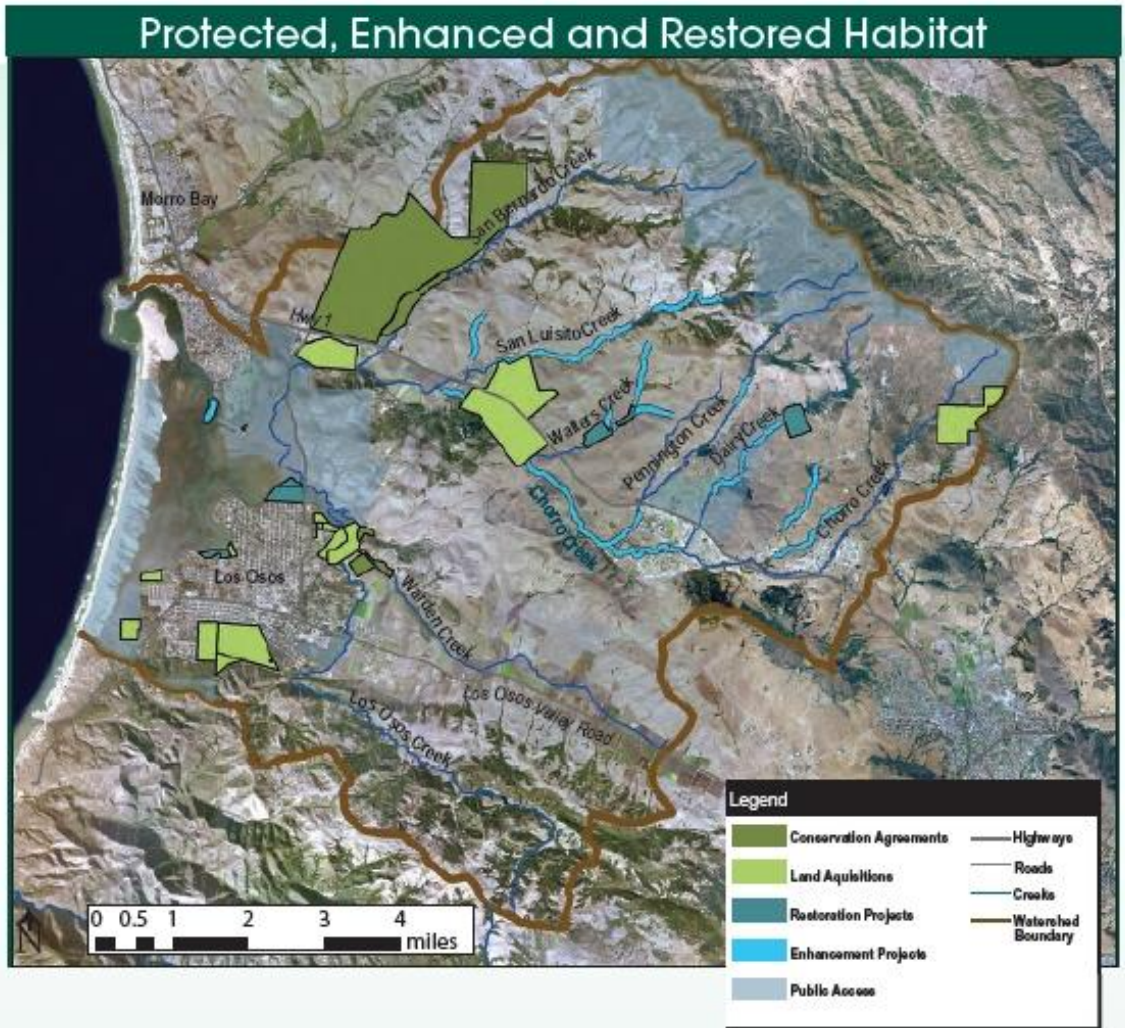 Protected, Enhanced and Restored Habitat
Morro Bay
San Bernardo Creek
Hwy 1
San Luisito Creek
Walters Creek
Pennington Creek
Dairy Creek
Chorro Creek
Chorro Creek
Los Osos
Warden Creek
Los Osos Valley Road
Los Osos Creek
Legend
Conservation Agreements
Land Aquisitions
Restoration Projects
Enhancement Projects
Public Access
Highways
Roads
Creeks
Watershed
Boundary
N
0 0.5 1 2 3 4
miles